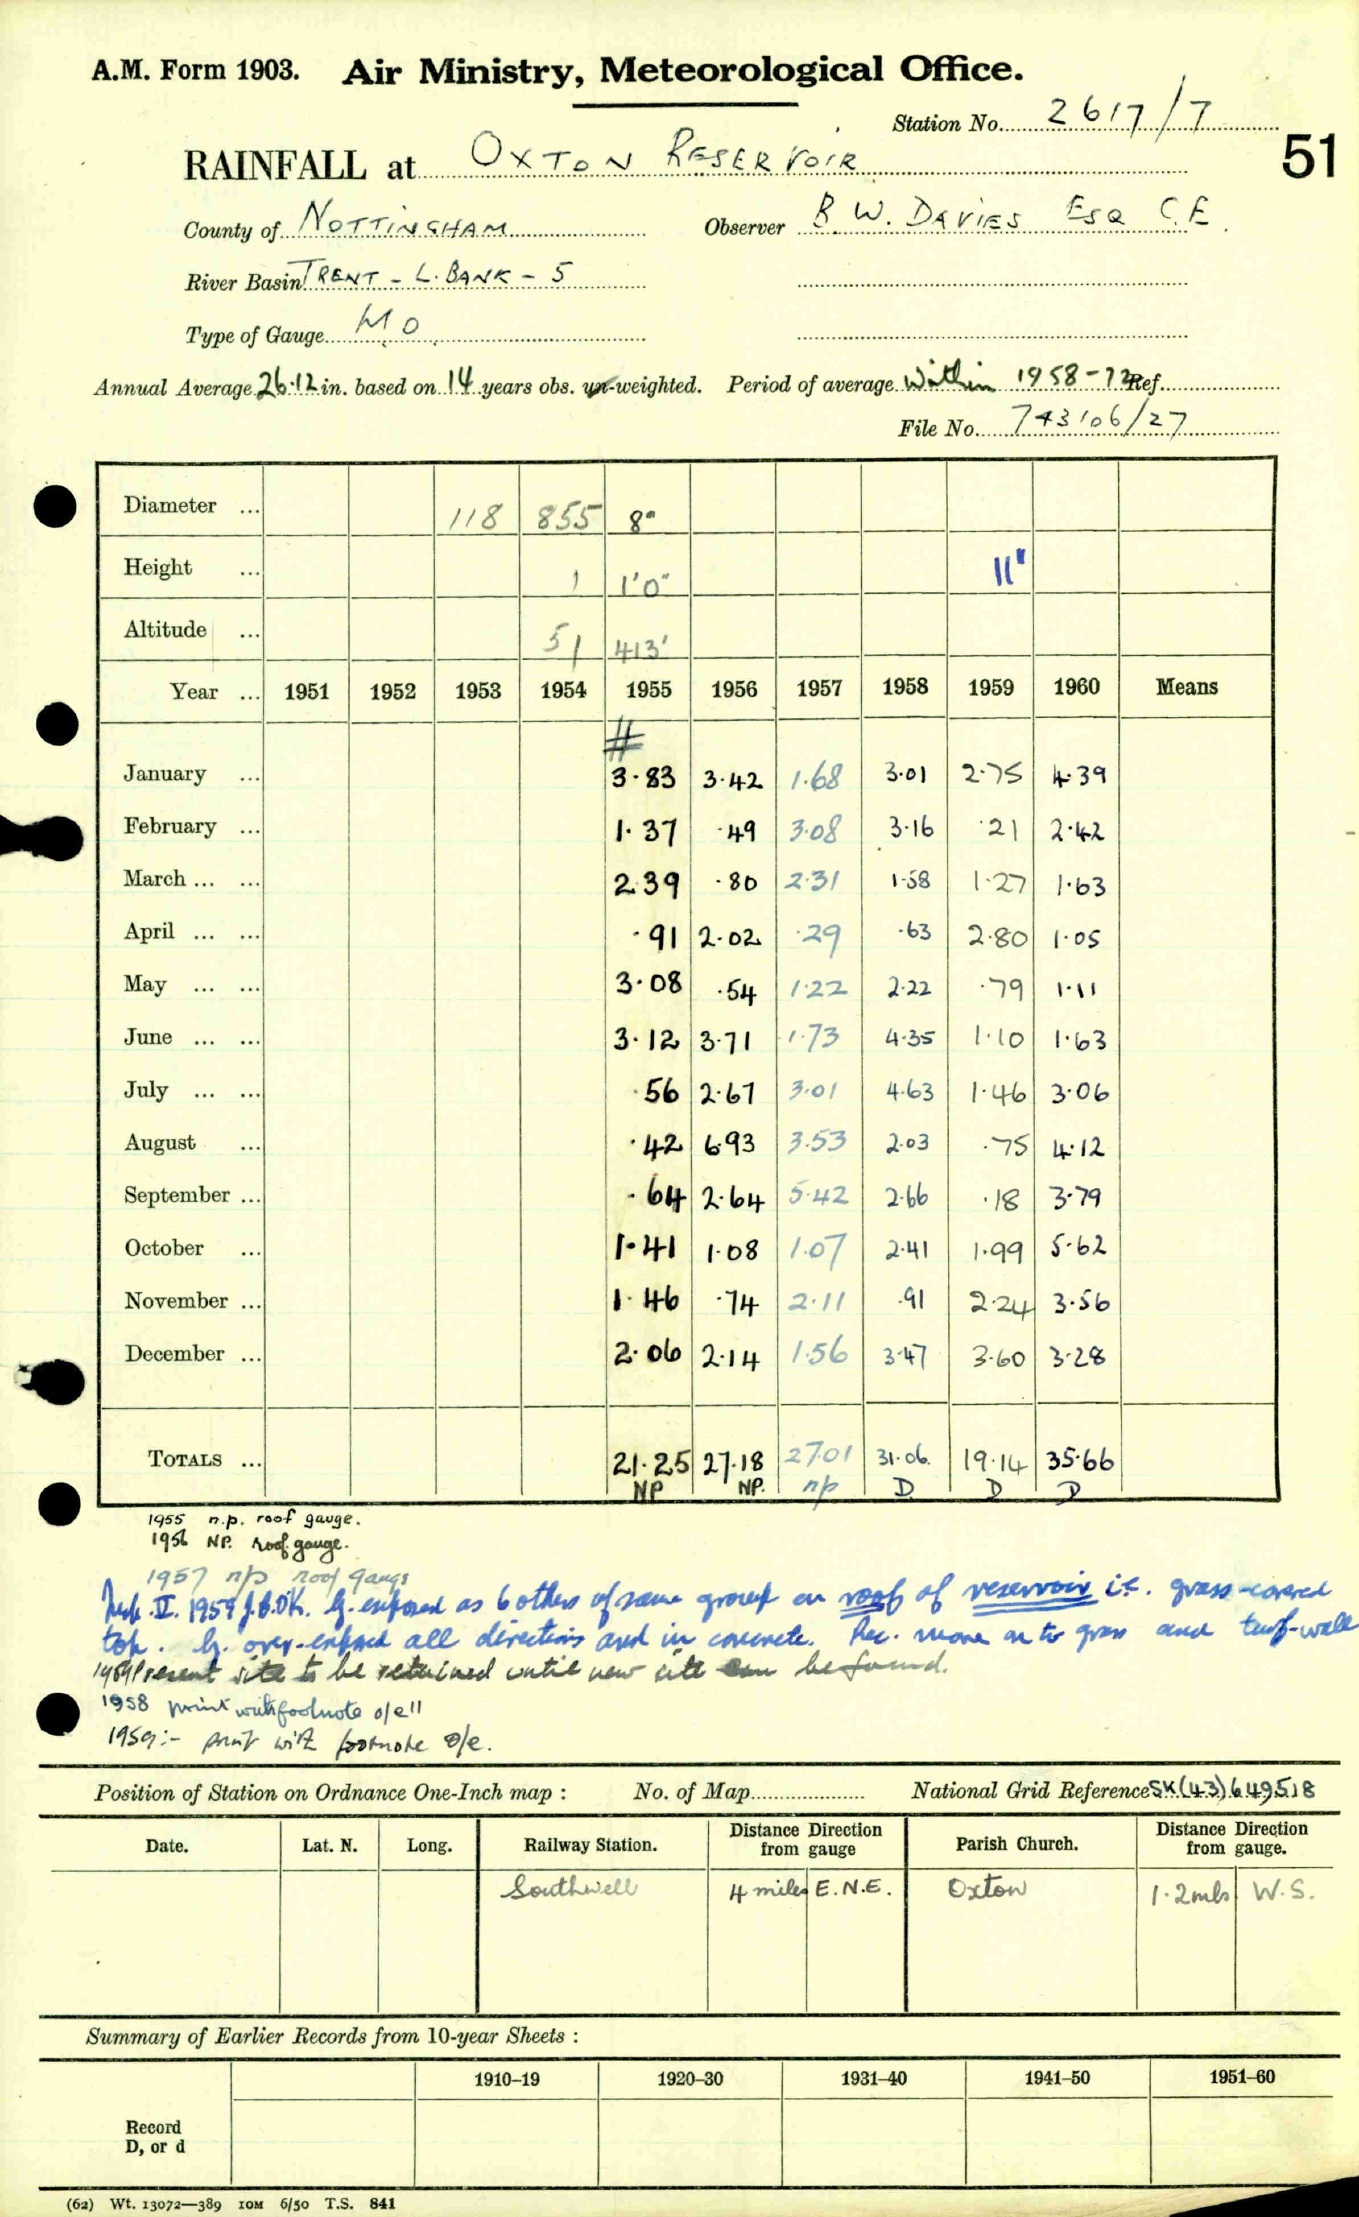 A.M. Form 1903. Air Ministry, Meteorological Office.
Station No. 2617/7
51
RAINFALL at OXTON RESERVOIR
County of NOTTINGHAM Observer B.W. DAVIES ESQ C.E.
River Basin TRENT - L. BANK - 5
Type of Gauge MO
Annual Average 26.12 in. based on 14 years obs. un-weighted. Period of average Within 1958-72 Ref.
File No. 743106/27
Diameter ... 118 855 8"
Height ... 1 1'0" 11"
Altitude ... 51 413'
Year ... 1951 1952 1953 1954 1955 1956 1957 1958 1959 1960 Means
#
January ... 3.83 3.42 1.68 3.01 2.75 4.39
February ... 1.37 .49 3.08 3.16 .21 2.42
March ... ... 2.39 .80 2.31 1.58 1.27 1.63
April ... ... .91 2.02 .29 .63 2.80 1.05
May ... ... 3.08 .54 1.22 2.22 .79 1.11
June ... ... 3.12 3.71 1.73 4.35 1.10 1.63
July ... ... .56 2.67 3.01 4.63 1.46 3.06
August ... .42 6.93 3.53 2.03 .75 4.12
September ... .64 2.64 5.42 2.66 .18 3.79
October ... 1.41 1.08 1.07 2.41 1.99 5.62
November ... 1.46 .74 2.11 .91 2.24 3.56
December ... 2.06 2.14 1.56 3.47 3.60 3.28
TOTALS ... 21.25 27.18 27.01 31.06 19.14 35.66
NP NP. np D D D
1955 n.p. roof gauge.
1956 NP. roof gauge.
1957 n/p roof gauge
Insp. II. 1959 J.G.O'K. G. exposed as 6 others of same group on roof of reservoir i.e. grass-covered
top. G. over-exposed all directions and in concrete. Rec. move on to grass and turf-wall
1959 Present site to be retained until new site can be found.
1958 print with footnote o/e
1959:- print with footnote o/e.
Position of Station on Ordnance One-Inch map : No. of Map National Grid Reference SK(43)649518
Date. Lat. N. Long. Railway Station. Distance Direction from gauge Parish Church. Distance Direction from gauge.
Southwell 4 miles E.N.E. Oxton 1.2 mls W.S.
Summary of Earlier Records from 10-year Sheets :
1910–19 1920–30 1931–40 1941–50 1951–60
Record
D, or d
(62) Wt. 13072—389 10M 6/50 T.S. 841